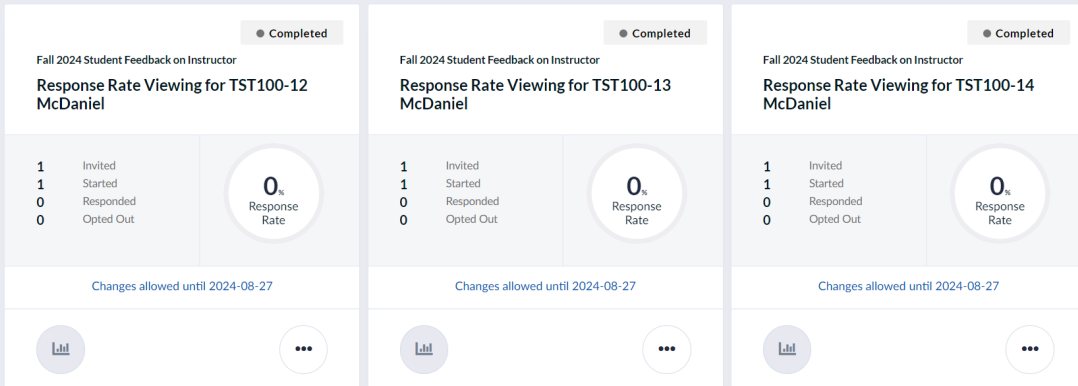 Completed
Fall 2024 Student Feedback on Instructor
Response Rate Viewing for TST100-12
McDaniel
1 Invited
1 Started
0 Responded
0 Opted Out
0%
Response
Rate
Changes allowed until 2024-08-27
Completed
Fall 2024 Student Feedback on Instructor
Response Rate Viewing for TST100-13
McDaniel
1 Invited
1 Started
0 Responded
0 Opted Out
0%
Response
Rate
Changes allowed until 2024-08-27
Completed
Fall 2024 Student Feedback on Instructor
Response Rate Viewing for TST100-14
McDaniel
1 Invited
1 Started
0 Responded
0 Opted Out
0%
Response
Rate
Changes allowed until 2024-08-27